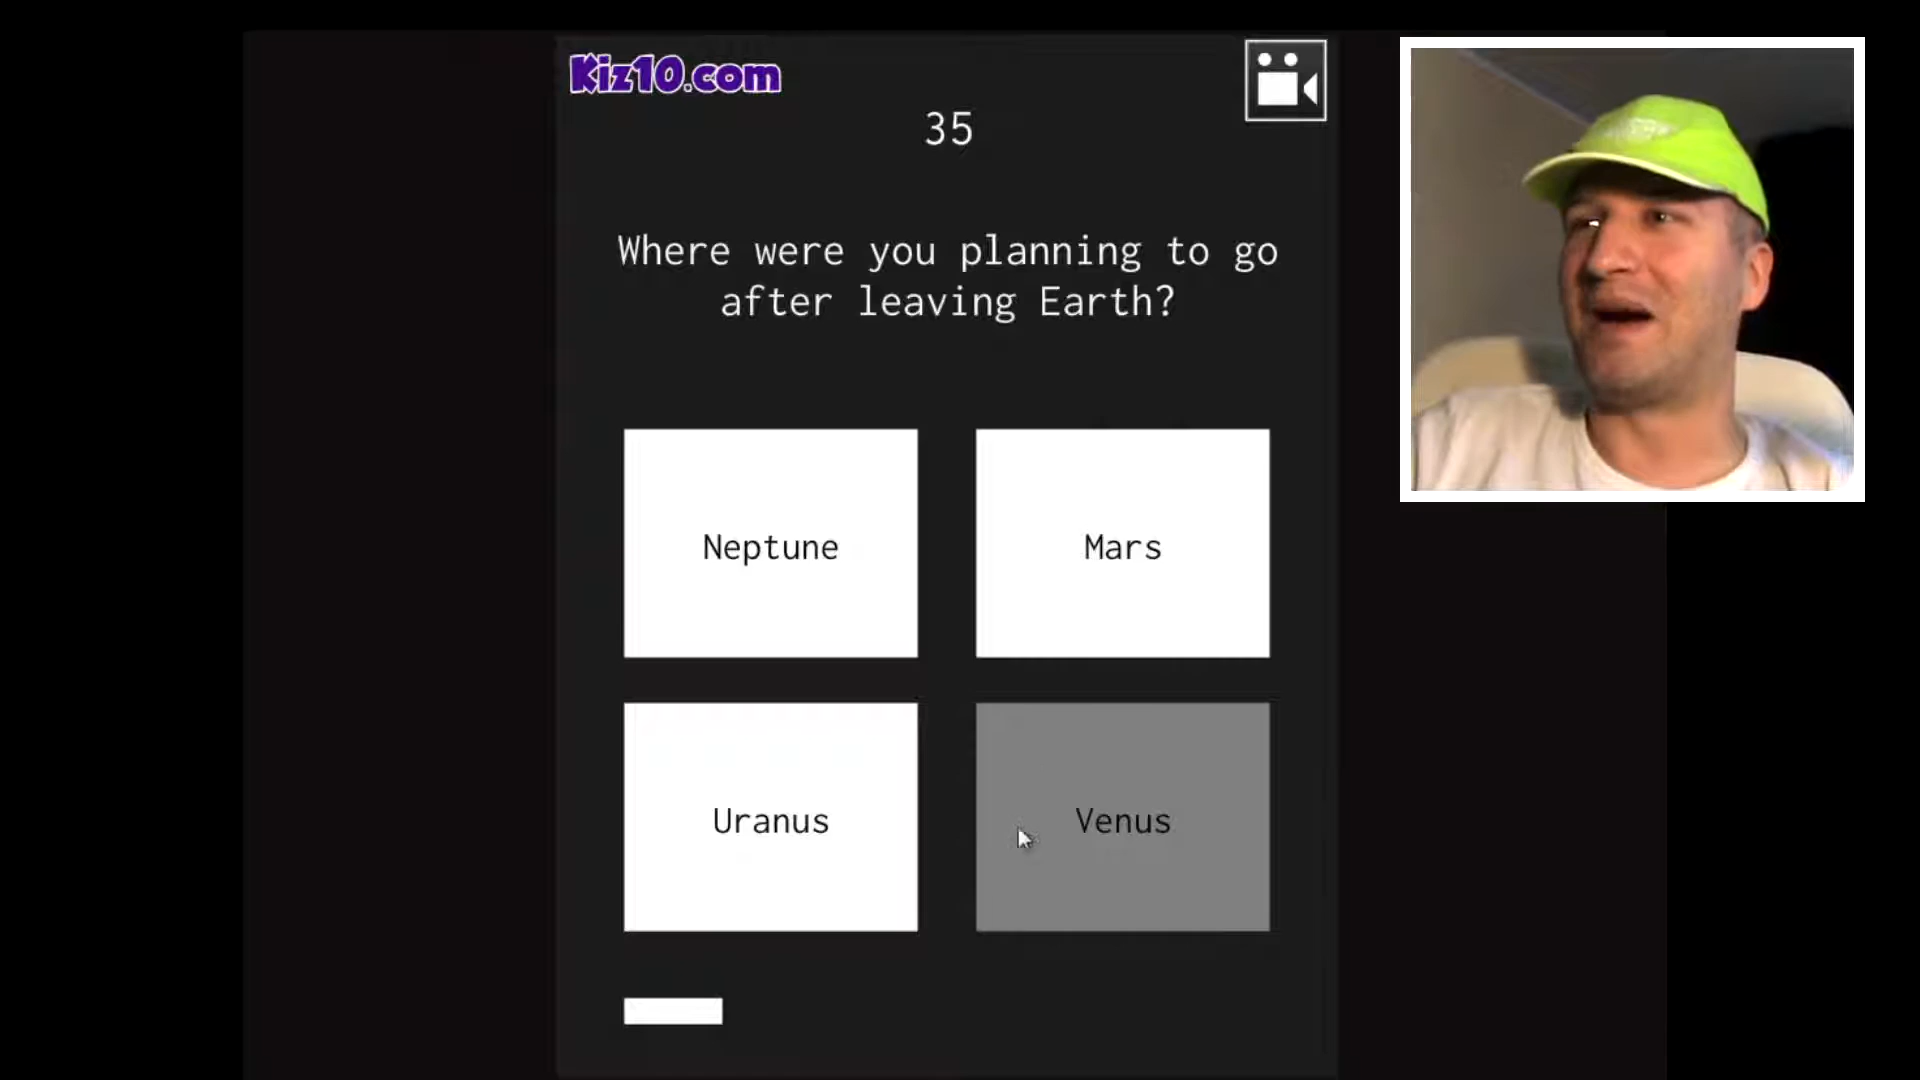 Kiz10.com
35
Where were you planning to go
after leaving Earth?
Neptune
Mars
Uranus
Venus